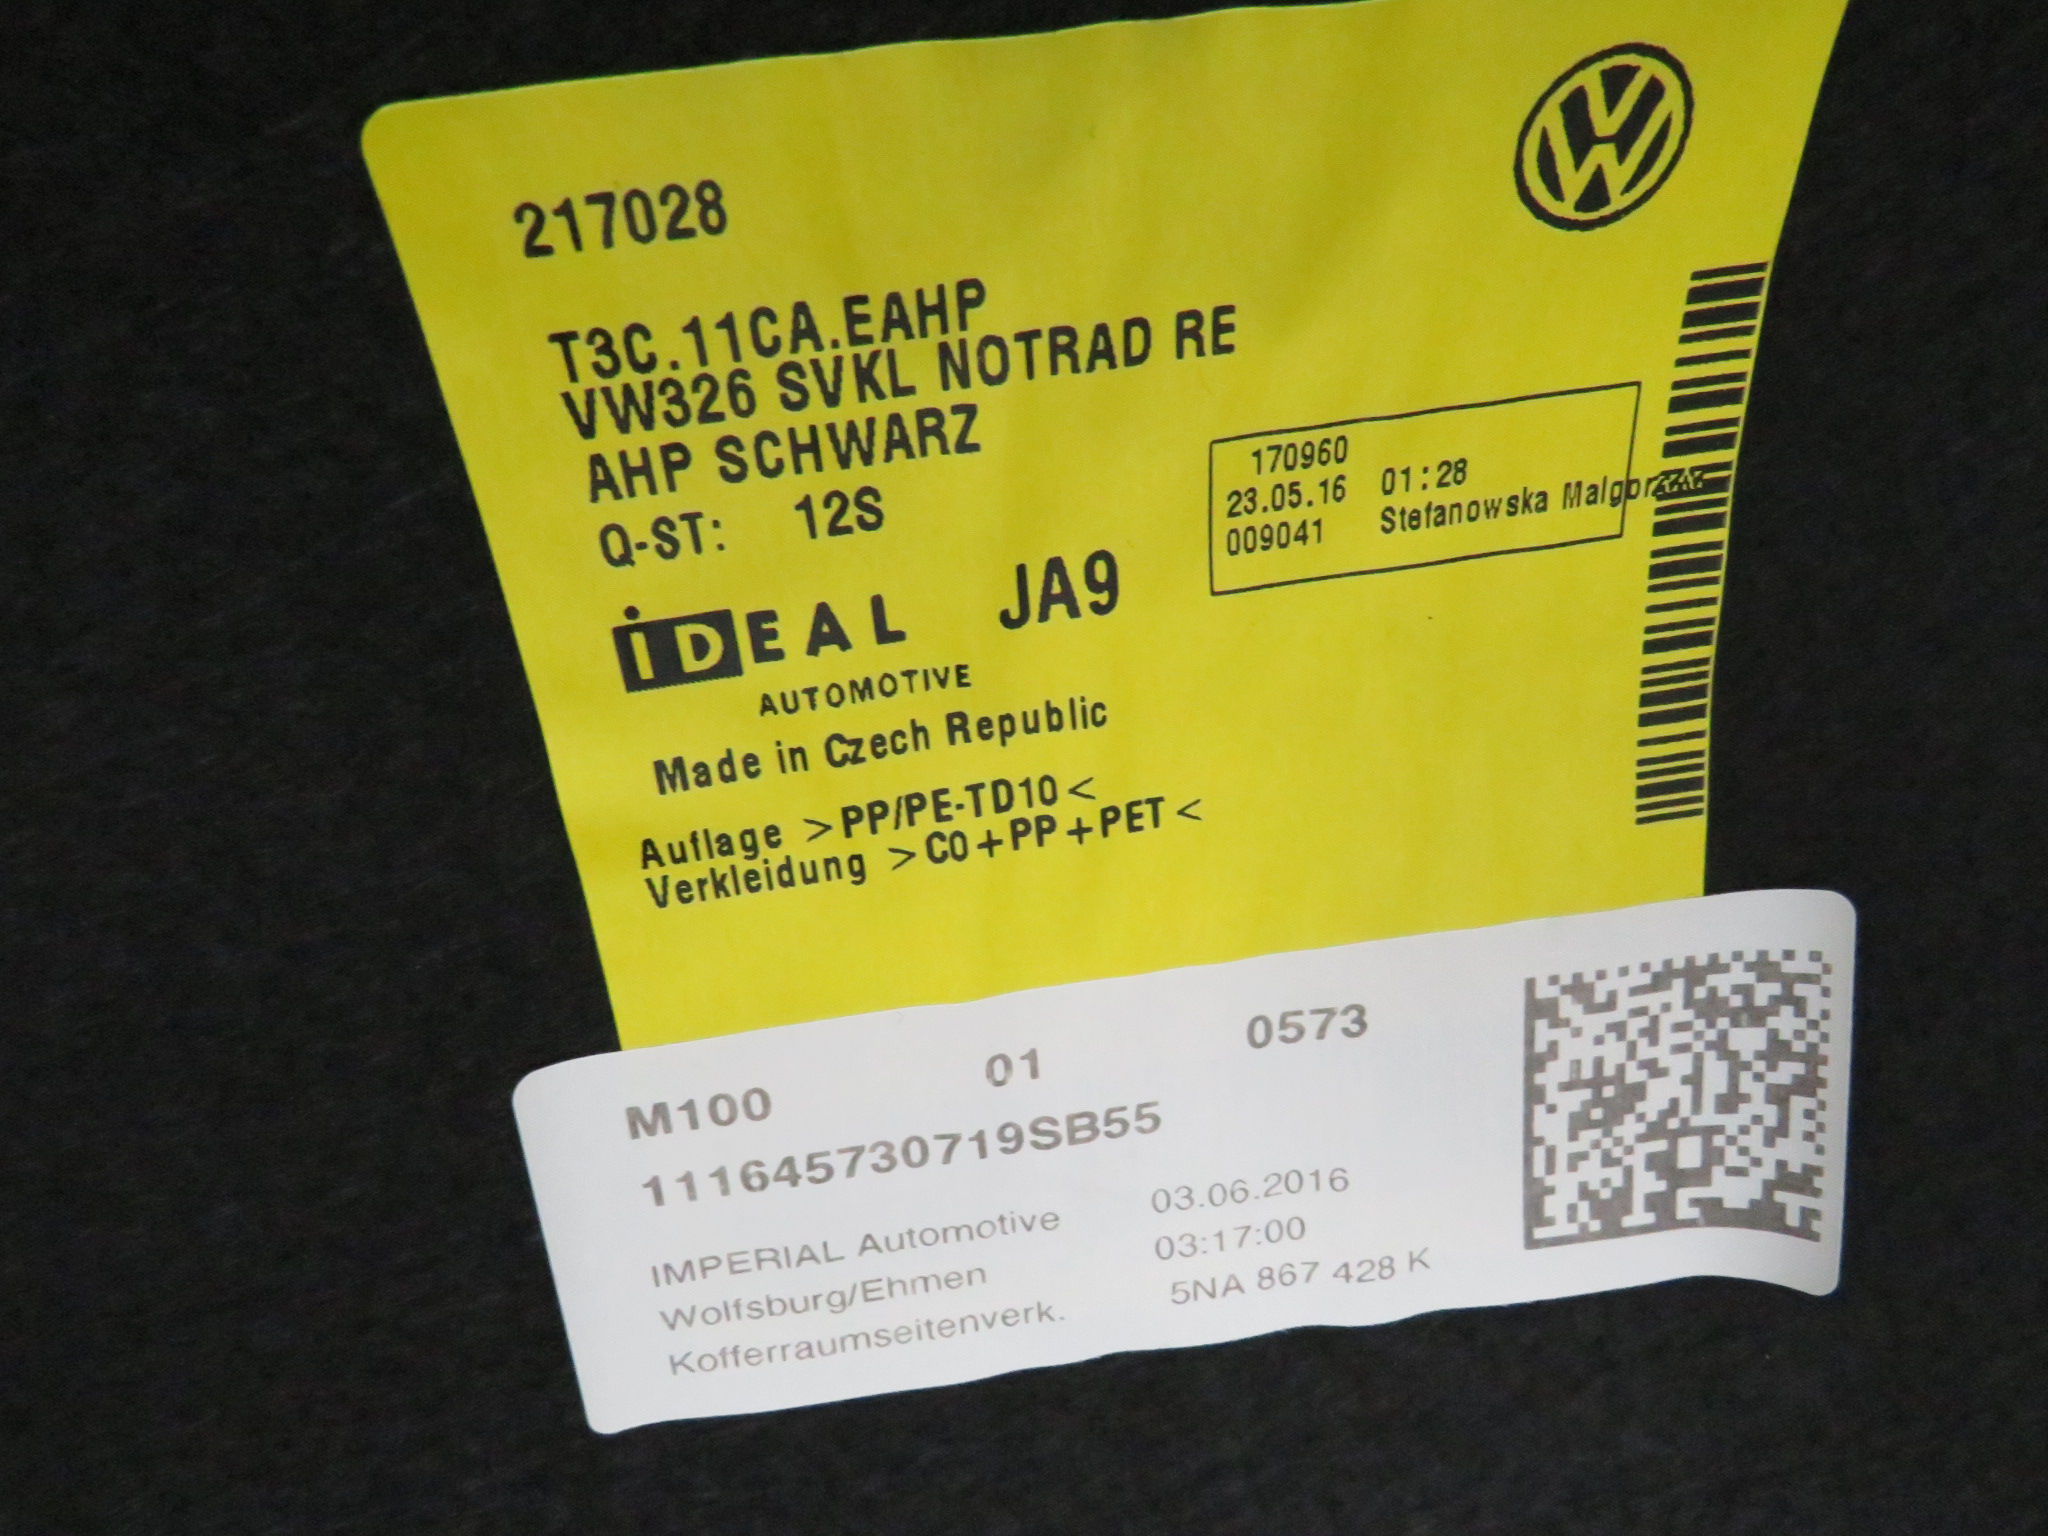 217028
T3C.11CA.EAHP
VW326 SVKL NOTRAD RE
AHP SCHWARZ
Q-ST: 12S
170960
23.05.16 01:28
009041 Stefanowska Malgorzata
iDEAL JA9
AUTOMOTIVE
Made in Czech Republic
Auflage >PP/PE-TD10<
Verkleidung >CO+PP+PET<
M100 01 0573
111645730719SB55
IMPERIAL Automotive 03.06.2016
Wolfsburg/Ehmen 03:17:00
Kofferraumseitenverk. 5NA 867 428 K